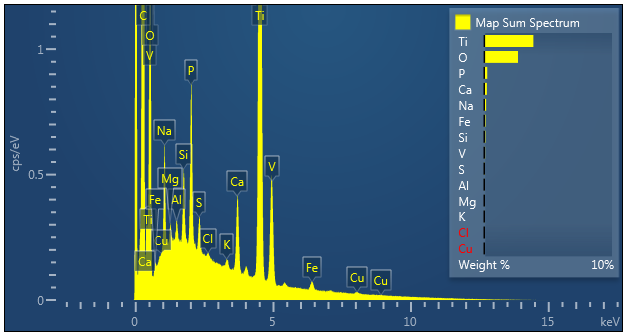 Map Sum Spectrum
Ti
O
P
Ca
Na
Fe
Si
V
S
Al
Mg
K
Cl
Cu
Weight % 10%
cps/eV
1
0.5
0
C
O
V
Na
Mg
Fe
Al
Ti
Cu
Ca
Si
P
S
Cl
K
Ca
Ti
V
Fe
Cu
Cu
0 5 10 15 keV